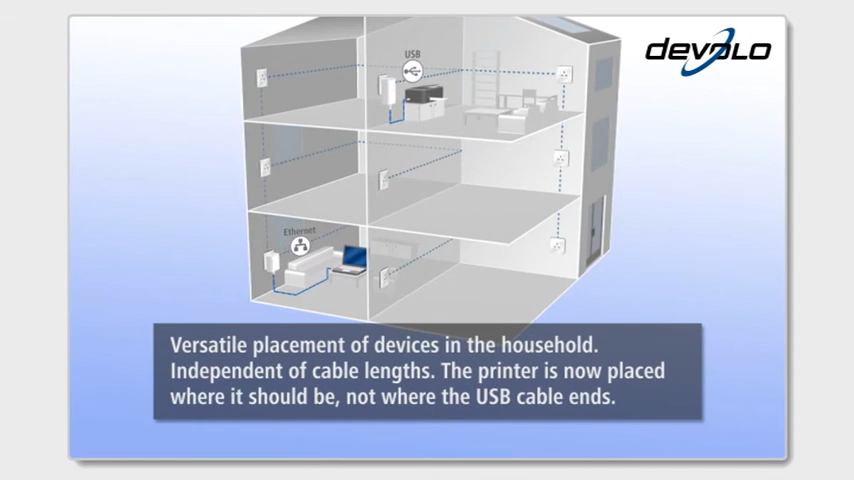 devolo
USB
Ethernet
Versatile placement of devices in the household.
Independent of cable lengths. The printer is now placed
where it should be, not where the USB cable ends.